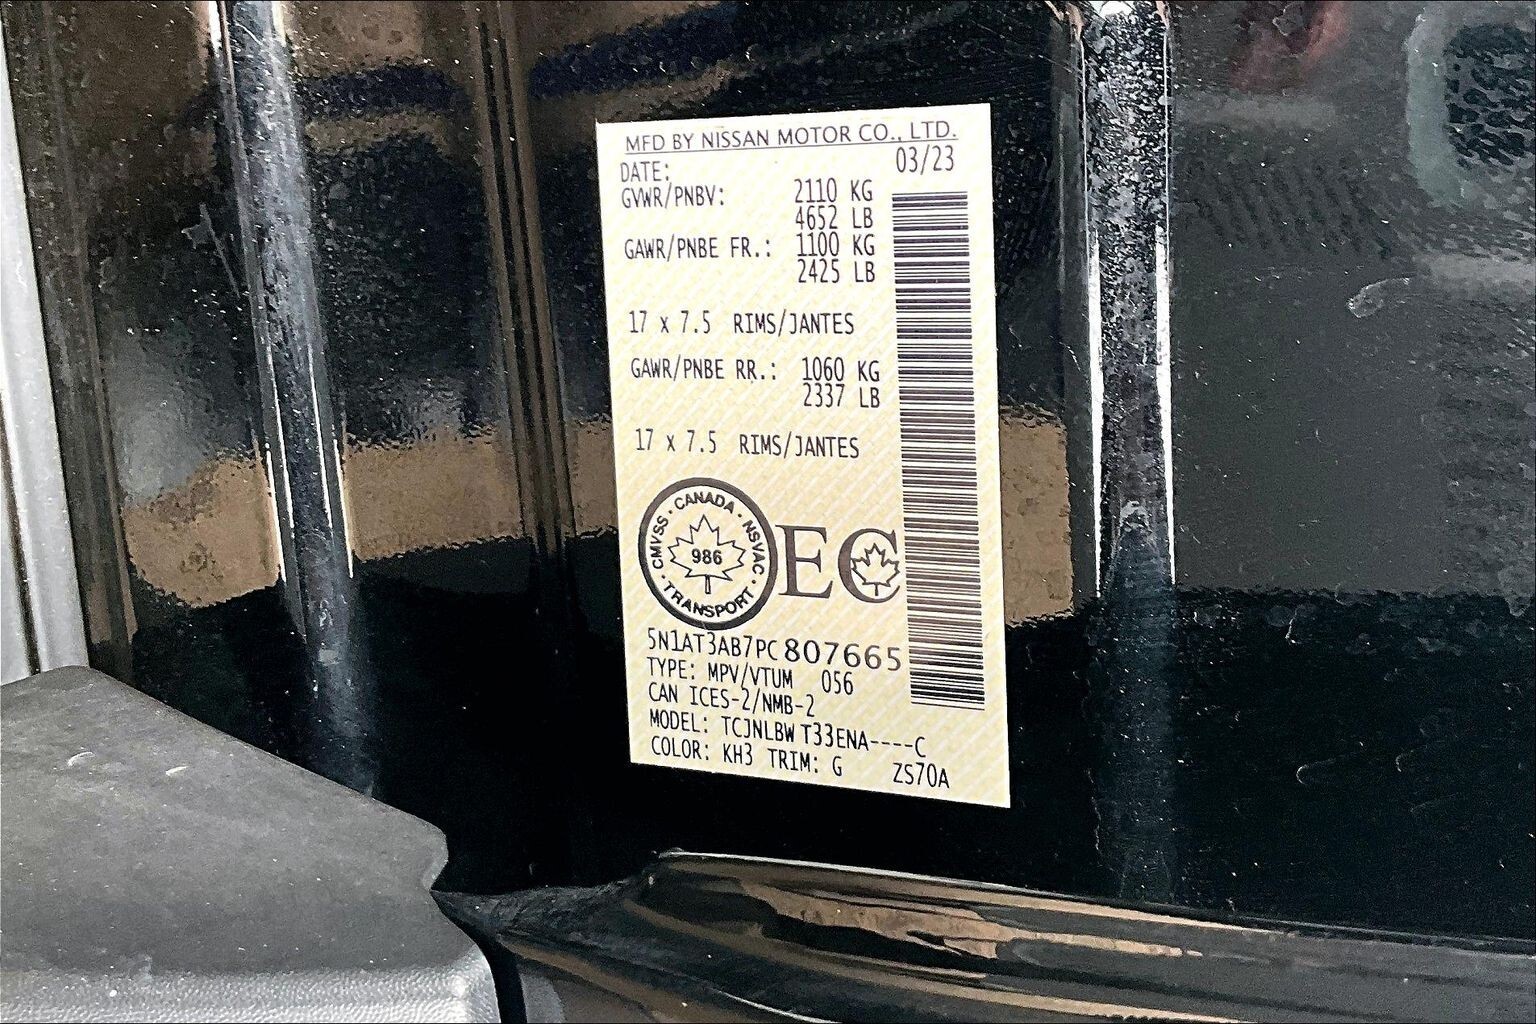 MFD BY NISSAN MOTOR CO., LTD.
DATE: 03/23
GVWR/PNBV: 2110 KG
4652 LB
GAWR/PNBE FR.: 1100 KG
2425 LB
17 x 7.5 RIMS/JANTES
GAWR/PNBE RR.: 1060 KG
2337 LB
17 x 7.5 RIMS/JANTES
CMVSS · CANADA · NSVAC · TRANSPORT ·
986
EC
5N1AT3AB7PC807665
TYPE: MPV/VTUM 056
CAN ICES-2/NMB-2
MODEL: TCJNLBW T33ENA----C
COLOR: KH3 TRIM: G ZS70A